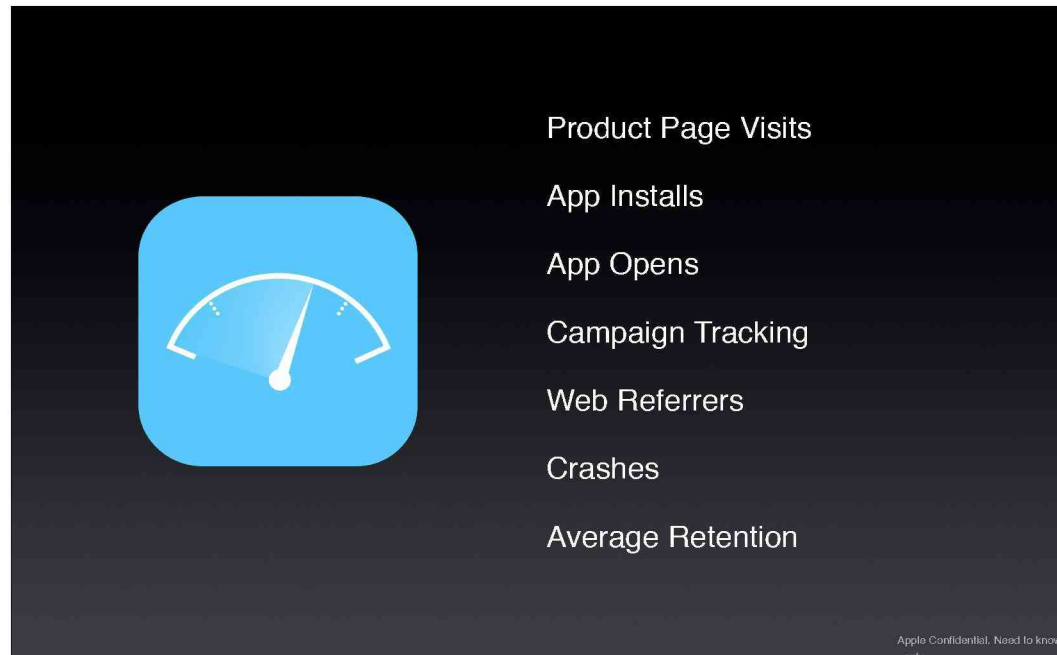 Product Page Visits
App Installs
App Opens
Campaign Tracking
Web Referrers
Crashes
Average Retention
Apple Confidential. Need to know